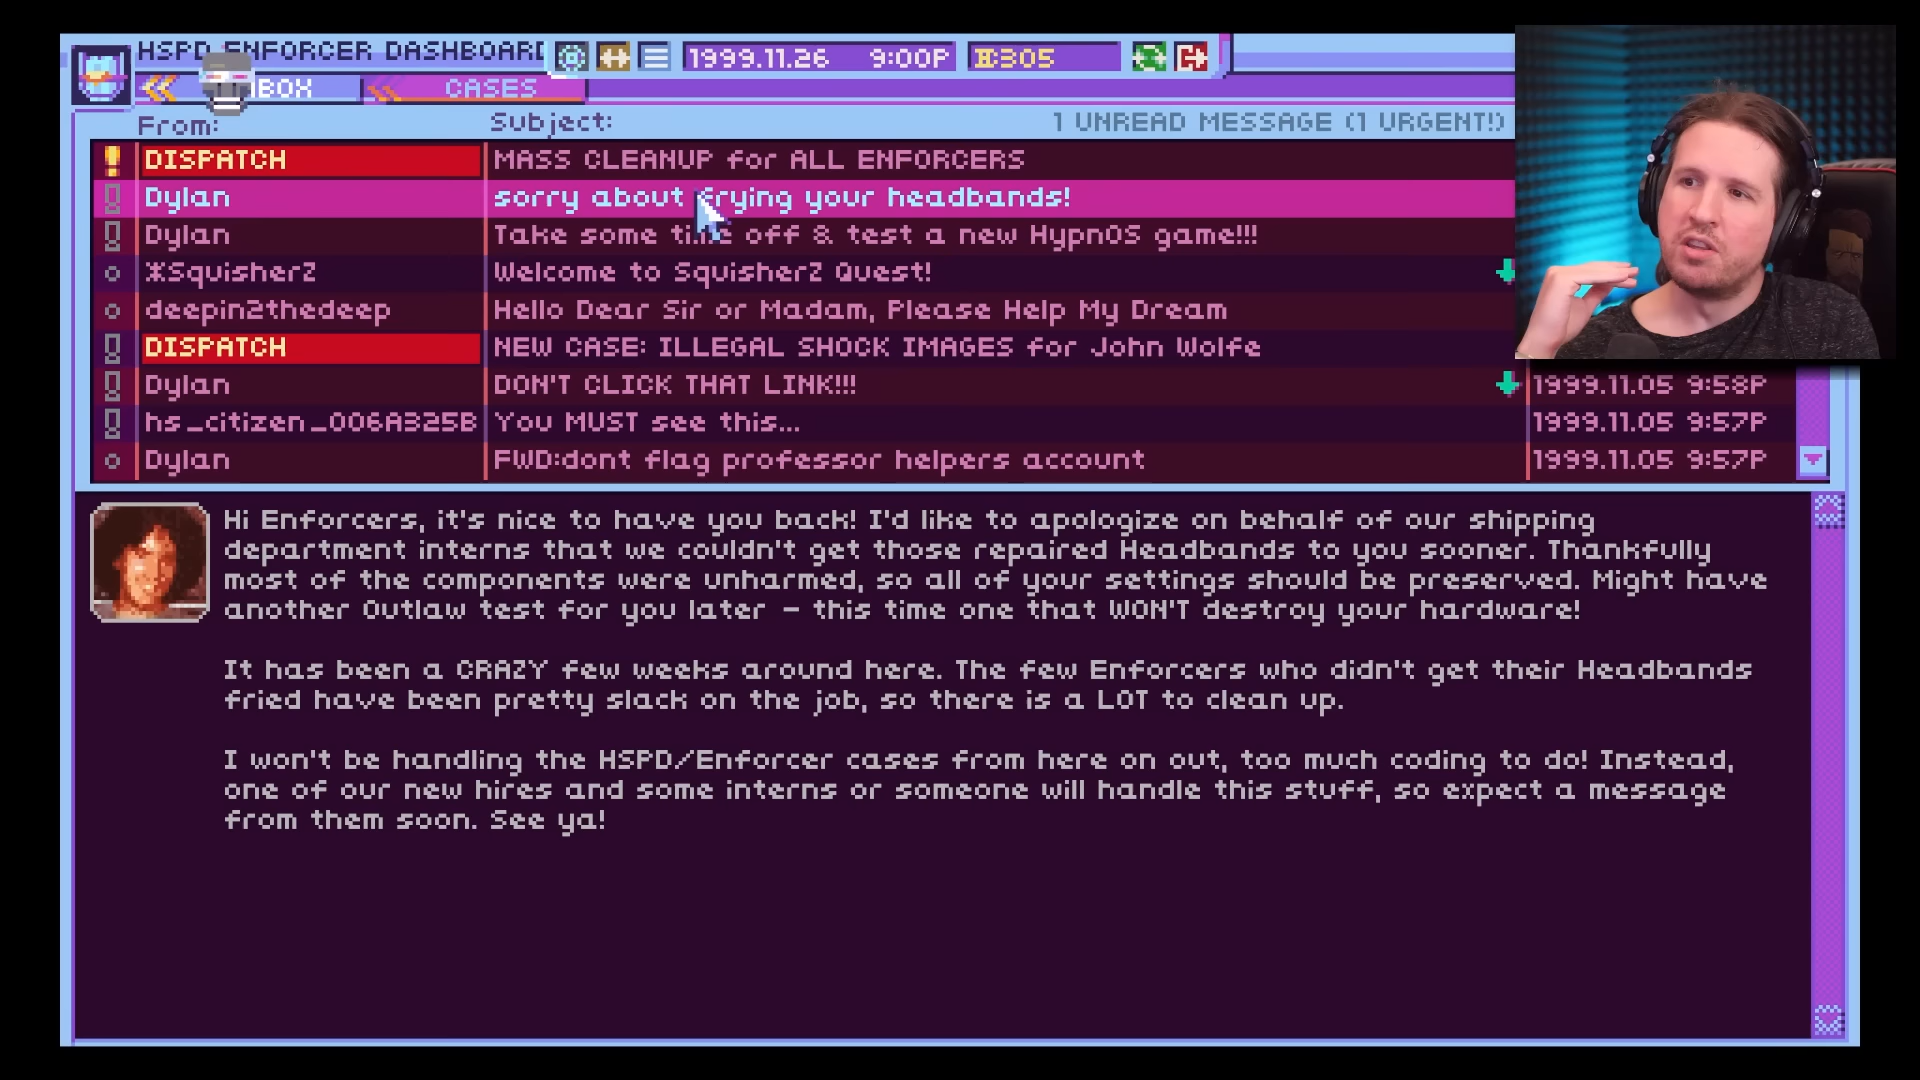 HSPD ENFORCER DASHBOARD
1999.11.26 9:00P
305
BOX
CASES
From:
Subject:
1 UNREAD MESSAGE (1 URGENT!)
DISPATCH MASS CLEANUP for ALL ENFORCERS
Dylan sorry about frying your headbands!
Dylan Take some time off & test a new HypnOS game!!!
SquisherZ Welcome to SquisherZ Quest!
deepin2thedeep Hello Dear Sir or Madam, Please Help My Dream
DISPATCH NEW CASE: ILLEGAL SHOCK IMAGES for John Wolfe
Dylan DON'T CLICK THAT LINK!!! 1999.11.05 9:58P
hs_citizen_006A325B You MUST see this... 1999.11.05 9:57P
Dylan FWD:dont flag professor helpers account 1999.11.05 9:57P
Hi Enforcers, it's nice to have you back! I'd like to apologize on behalf of our shipping
department interns that we couldn't get those repaired Headbands to you sooner. Thankfully
most of the components were unharmed, so all of your settings should be preserved. Might have
another Outlaw test for you later - this time one that WON'T destroy your hardware!
It has been a CRAZY few weeks around here. The few Enforcers who didn't get their Headbands
fried have been pretty slack on the job, so there is a LOT to clean up.
I won't be handling the HSPD/Enforcer cases from here on out, too much coding to do! Instead,
one of our new hires and some interns or someone will handle this stuff, so expect a message
from them soon. See ya!